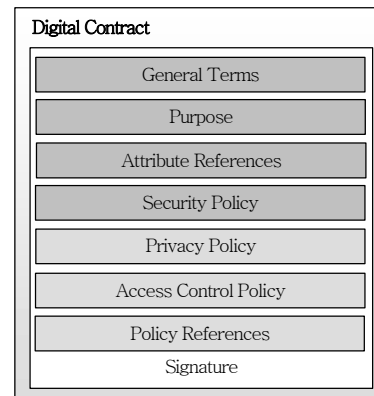 Digital Contract
General Terms
Purpose
Attribute References
Security Policy
Privacy Policy
Access Control Policy
Policy References
Signature